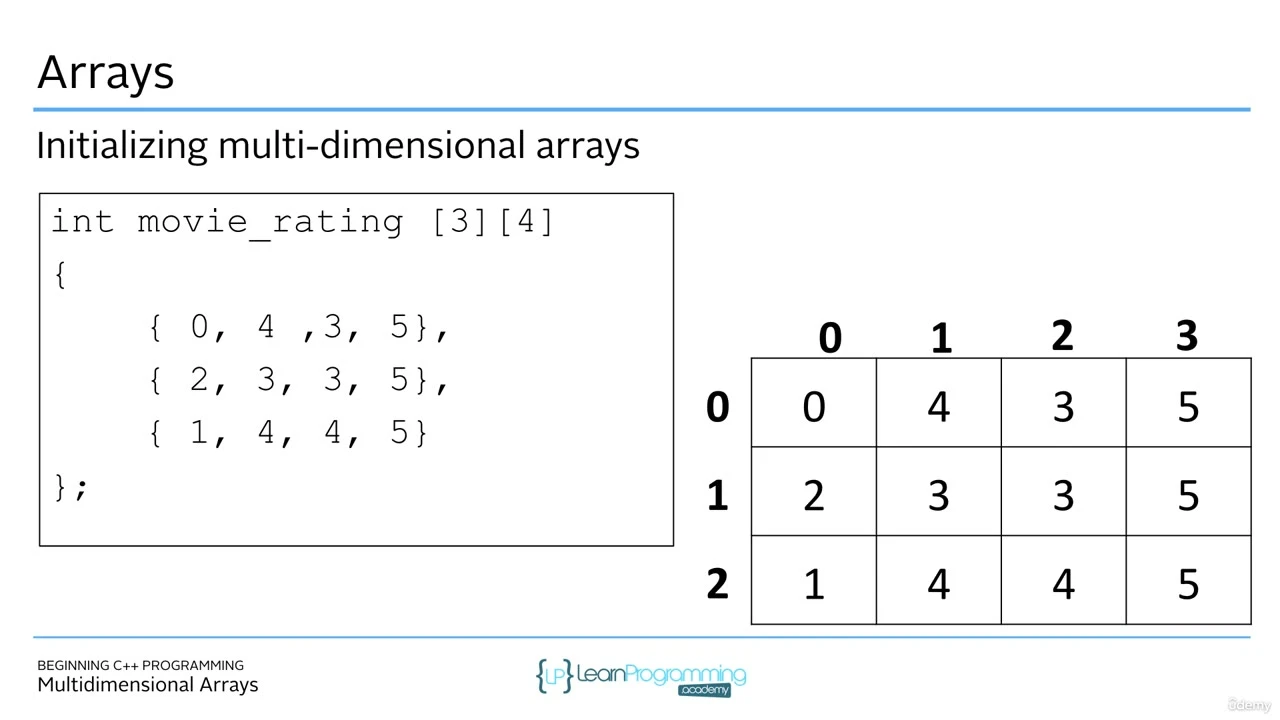 Arrays
Initializing multi-dimensional arrays
int movie_rating [3][4]
{
{ 0, 4 ,3, 5},
{ 2, 3, 3, 5},
{ 1, 4, 4, 5}
};
0 1 2 3
0 0 4 3 5
1 2 3 3 5
2 1 4 4 5
BEGINNING C++ PROGRAMMING
Multidimensional Arrays
{LP} LearnProgramming
.academy
ûdemy